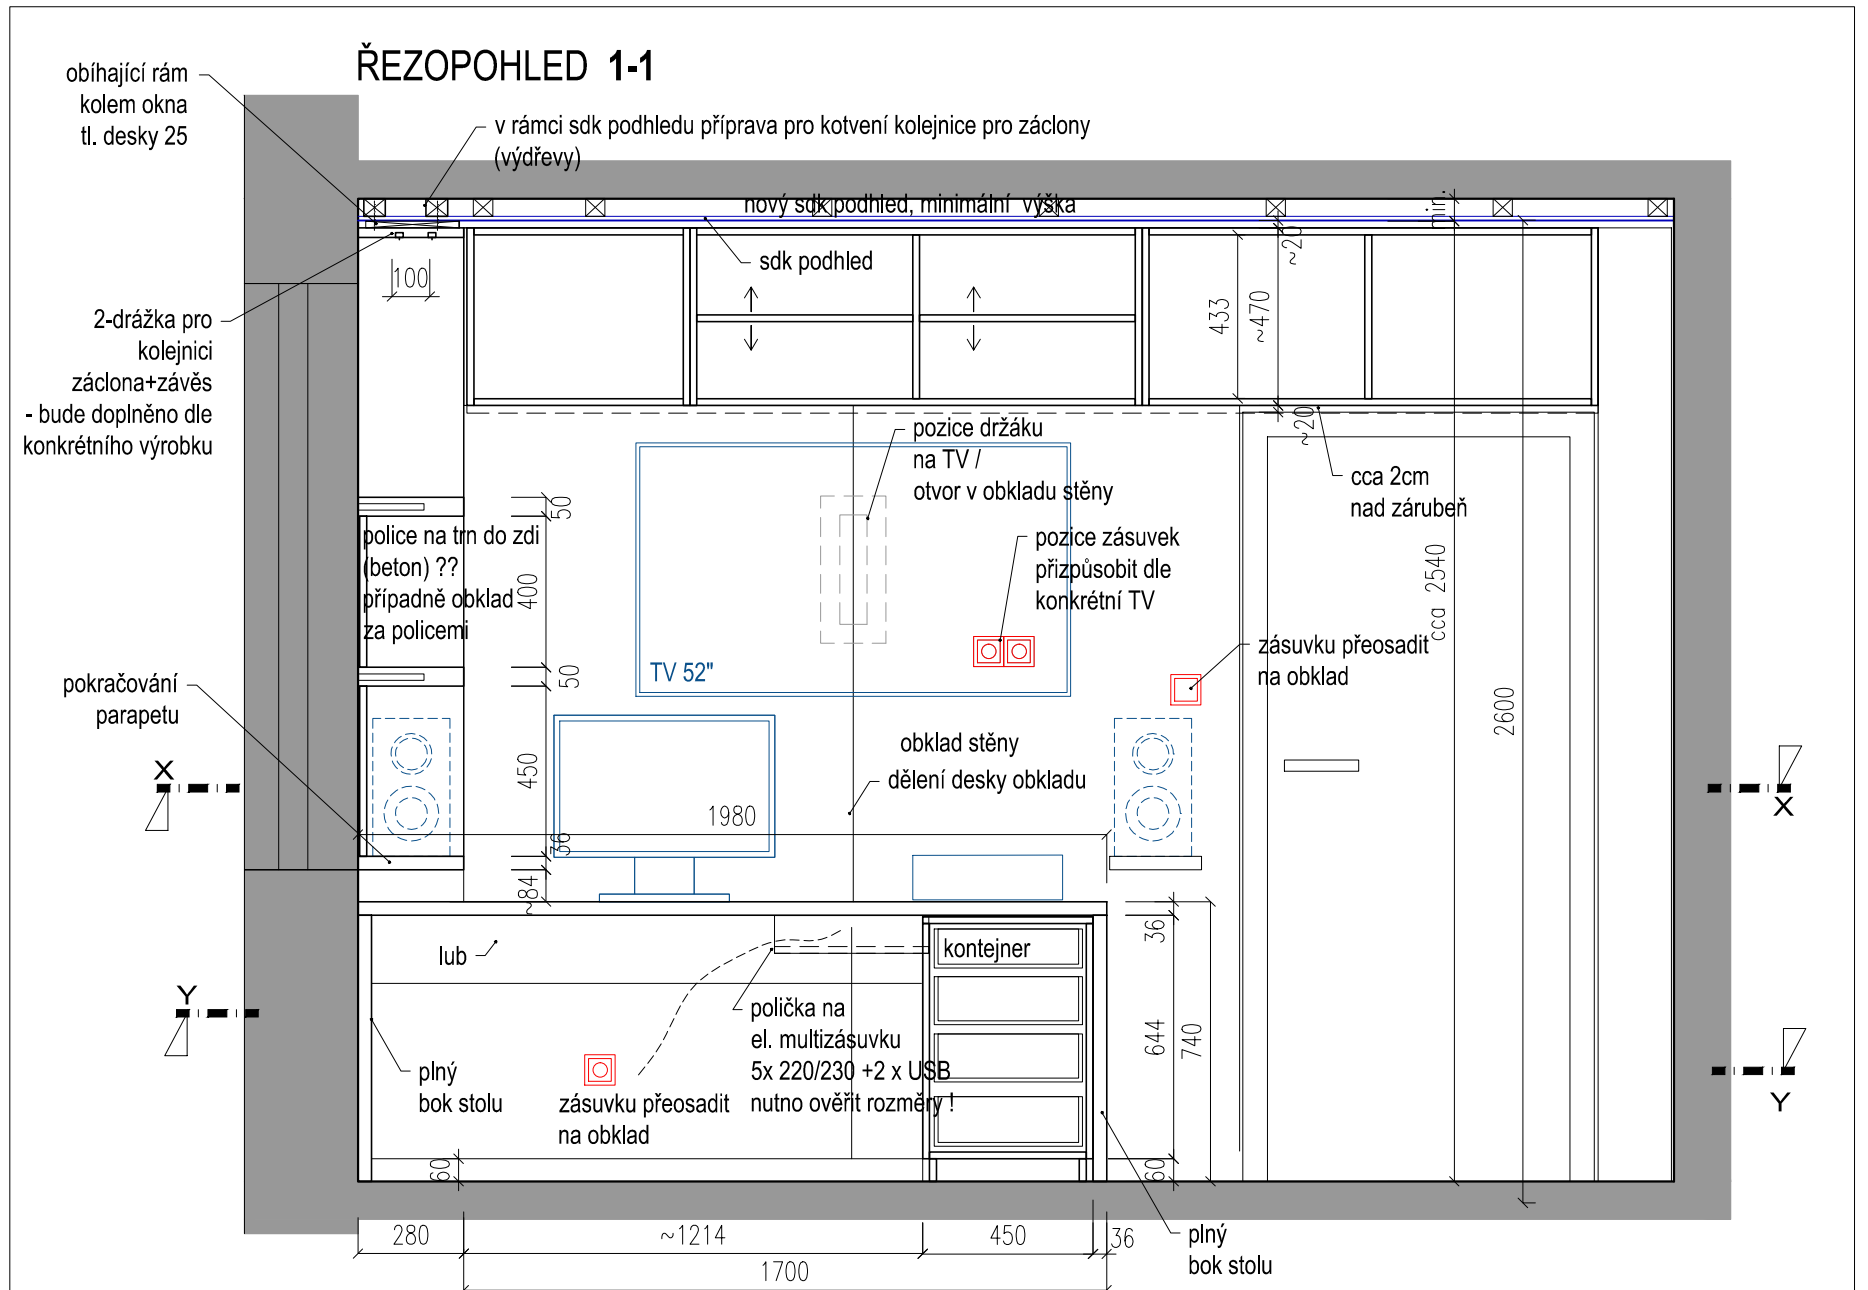 ŘEZOPOHLED 1-1
obíhající rám
kolem okna
tl. desky 25
v rámci sdk podhledu příprava pro kotvení kolejnice pro záclony
(výdřevy)
nový sdk podhled, minimální výška
min.
sdk podhled
~20
100
433
~470
2-drážka pro
kolejnici
záclona+závěs
- bude doplněno dle
konkrétního výrobku
~20
pozice držáku
na TV /
otvor v obkladu stěny
cca 2cm
nad zárubeň
50
police na trn do zdi
(beton) ??
případně obklad
za policemi
400
pozice zásuvek
přizpůsobit dle
konkrétní TV
cca 2540
zásuvku přeosadit
na obklad
TV 52"
50
2600
pokračování
parapetu
obklad stěny
dělení desky obkladu
450
1980
X
X
36
~84
lub
kontejner
36
Y
polička na
el. multizásuvku
5x 220/230 +2 x USB
nutno ověřit rozměry !
644
740
plný
bok stolu
zásuvku přeosadit
na obklad
Y
60
60
280
~1214
450
36
plný
bok stolu
1700